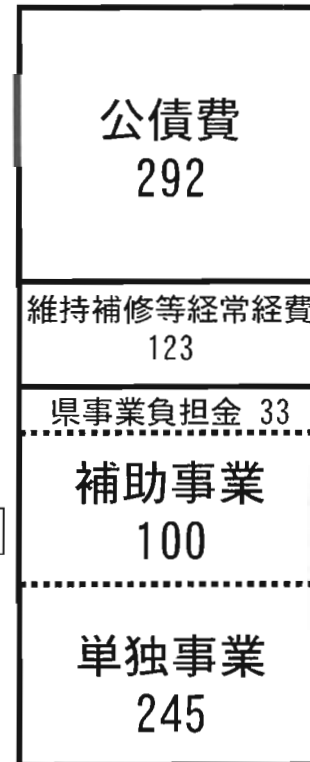 公債費
292
維持補修等経常経費
123
県事業負担金 33
補助事業
100
単独事業
245